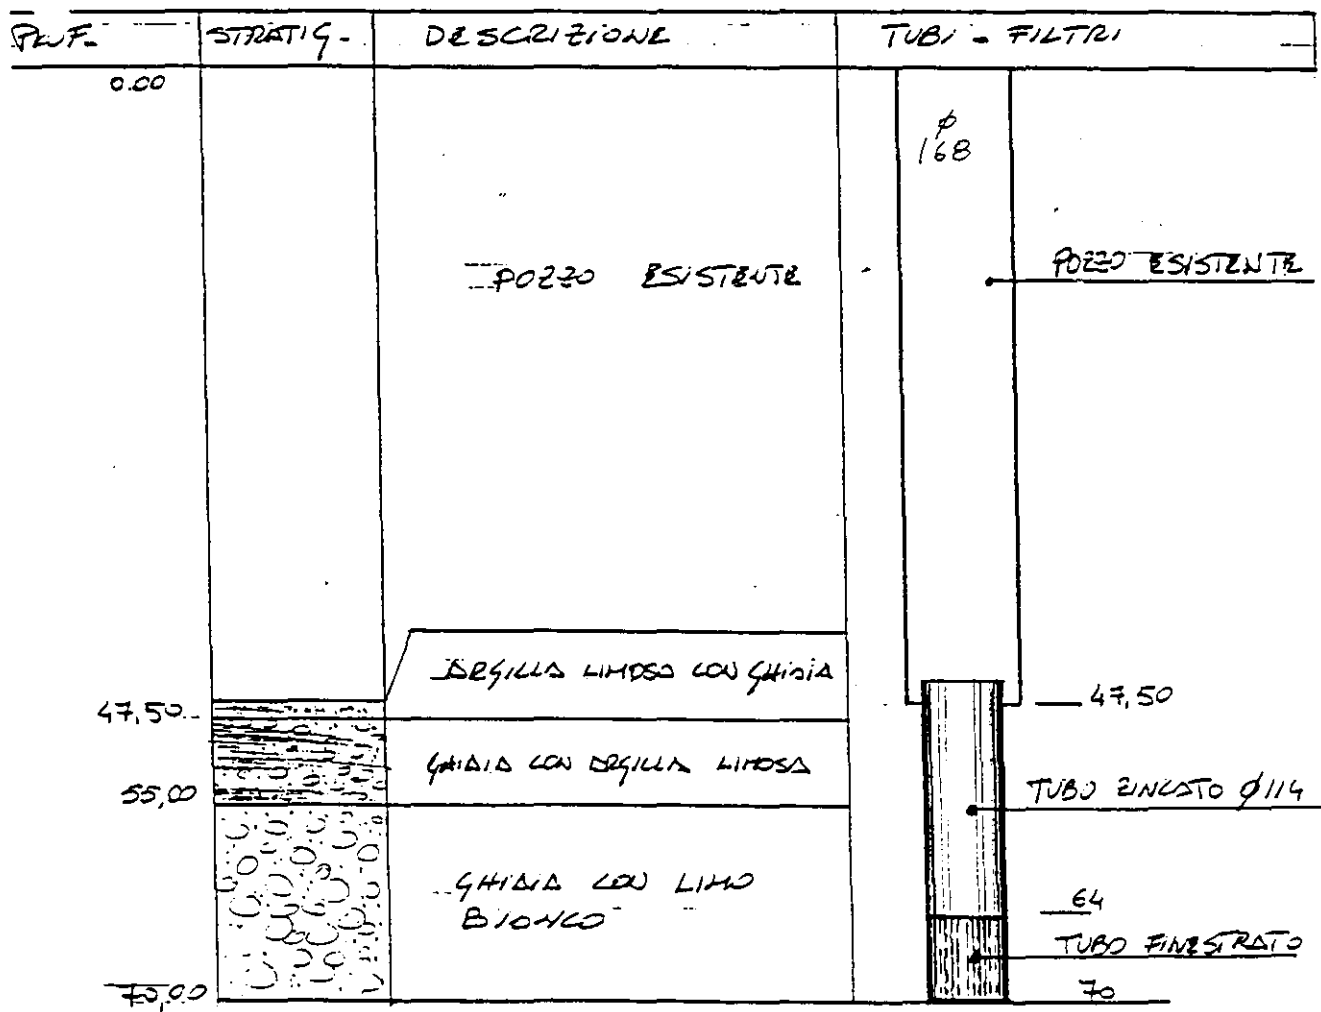 PROF. STRATIG. DESCRIZIONE TUBI - FILTRI
0.00
ø
168
POZZO ESISTENTE
POZZO ESISTENTE
ARGILLA LIMOSA CON GHIAIA
47,50
47,50
GHIAIA CON ARGILLA LIMOSA
55,00
TUBO ZINCATO ø114
GHIAIA CON LIMO
BIANCO
64
TUBO FINESTRATO
70,00
70